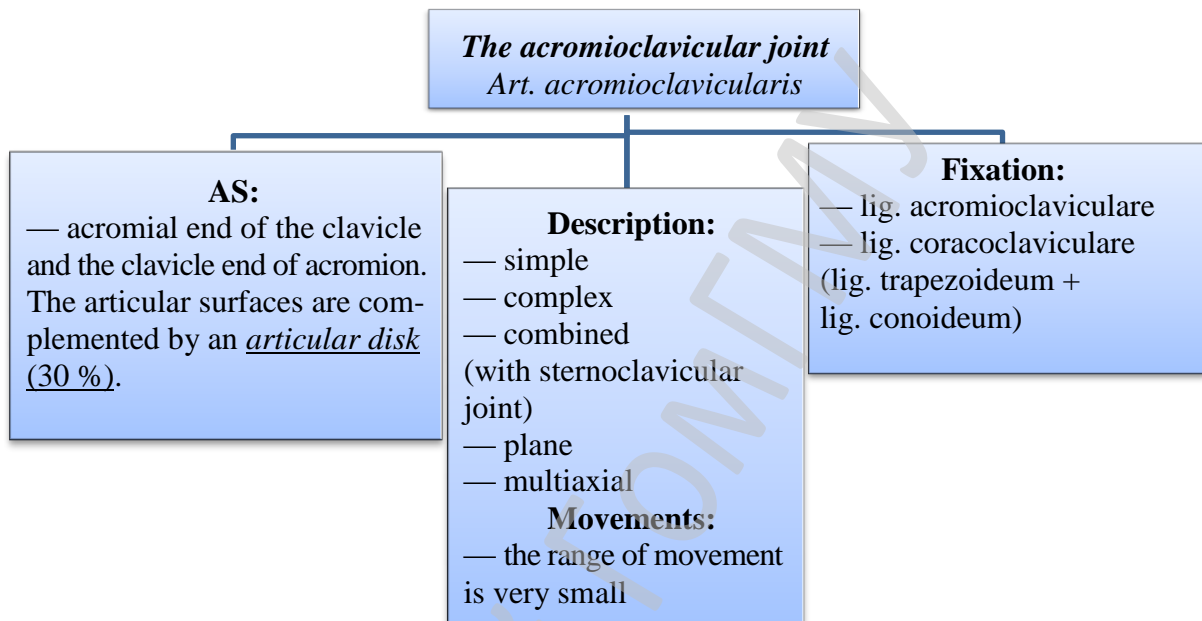 The acromioclavicular joint
Art. acromioclavicularis
AS:
— acromial end of the clavicle
and the clavicle end of acromion.
The articular surfaces are com-
plemented by an articular disk
(30 %).
Description:
— simple
— complex
— combined
(with sternoclavicular
joint)
— plane
— multiaxial
Movements:
— the range of movement
is very small
Fixation:
— lig. acromioclaviculare
— lig. coracoclaviculare
(lig. trapezoideum +
lig. conoideum)
ГомГМУ